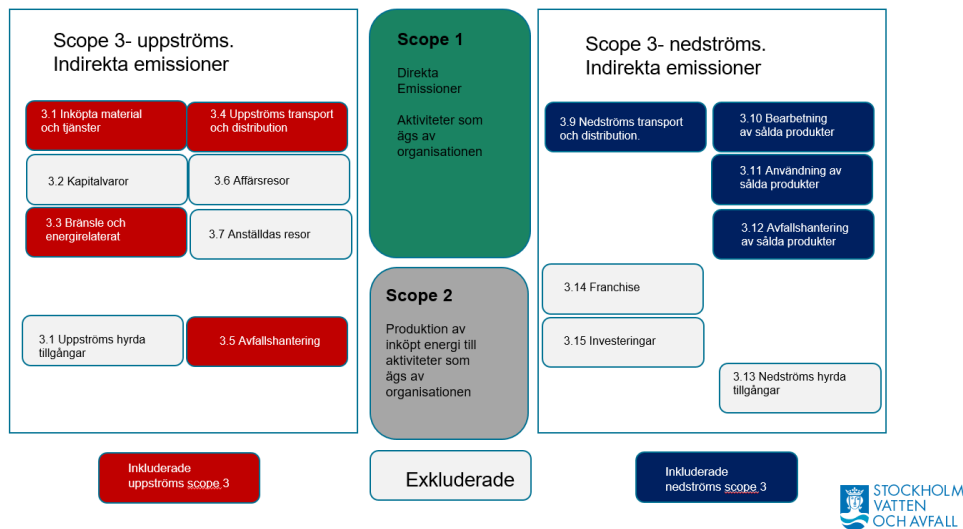 Scope 3- uppströms.
Indirekta emissioner
3.1 Inköpta material
och tjänster
3.4 Uppströms transport
och distribution
3.2 Kapitalvaror
3.6 Affärsresor
3.3 Bränsle och
energirelaterat
3.7 Anställdas resor
3.1 Uppströms hyrda
tillgångar
3.5 Avfallshantering
Scope 1
Direkta
Emissioner
Aktiviteter som
ägs av
organisationen
Scope 2
Produktion av
inköpt energi till
aktiviteter som
ägs av
organisationen
Scope 3- nedströms.
Indirekta emissioner
3.9 Nedströms transport
och distribution.
3.10 Bearbetning
av sålda produkter
3.11 Användning av
sålda produkter
3.12 Avfallshantering
av sålda produkter
3.14 Franchise
3.15 Investeringar
3.13 Nedströms hyrda
tillgångar
Inkluderade
uppströms scope 3
Exkluderade
Inkluderade
nedströms scope 3
STOCKHOLM
VATTEN
OCH AVFALL